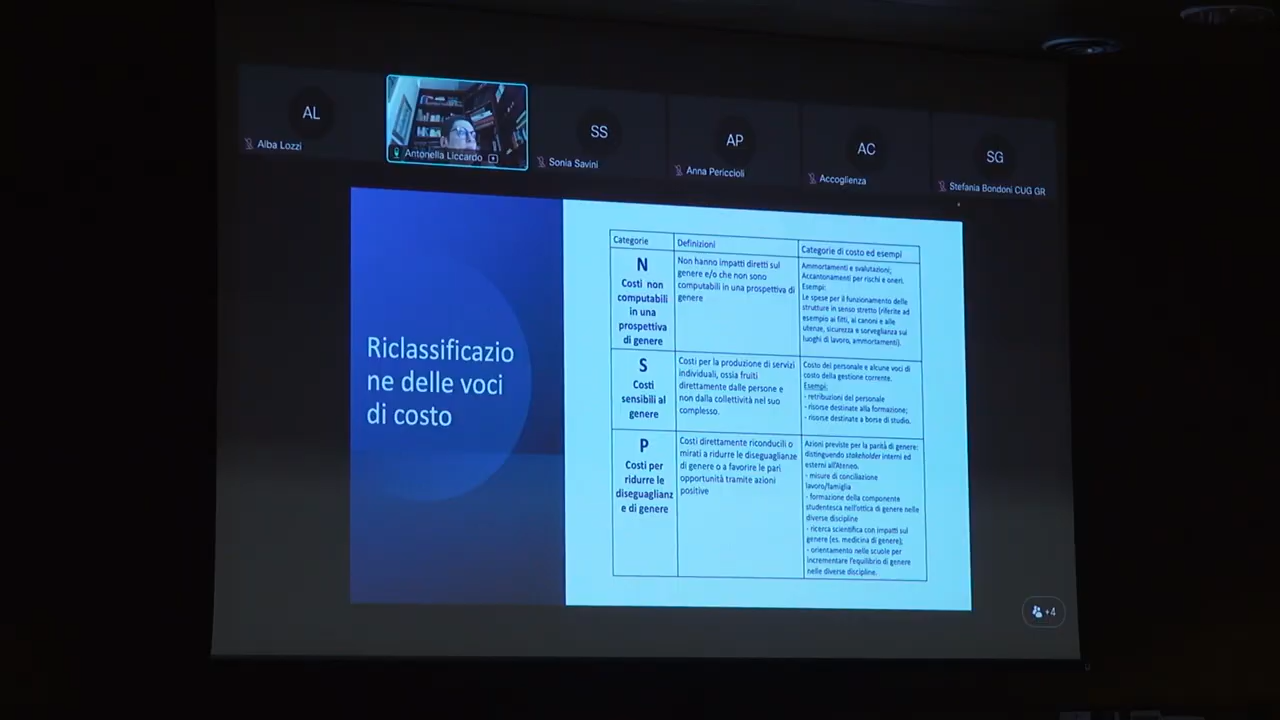 AL
Alba Lozzi
Antonella Liccardo
SS
Sonia Savini
AP
Anna Periccioli
AC
Accoglienza
SG
Stefania Bondoni CUG GR
Riclassificazio
ne delle voci
di costo
Categorie
Definizioni
Categorie di costo ed esempi
N
Costi non
computabili
in una
prospettiva
di genere
Non hanno impatti diretti sul
genere e/o che non sono
computabili in una prospettiva di
genere
Ammortamenti e svalutazioni;
Accantonamenti per rischi e oneri.
Esempi:
Le spese per il funzionamento delle
strutture in senso stretto (riferite ad
esempio ai fitti, ai canoni e alle
utenze, sicurezza e sorveglianza sui
luoghi di lavoro, ammortamenti).
S
Costi
sensibili al
genere
Costi per la produzione di servizi
individuali, ossia fruiti
direttamente dalle persone e
non dalla collettività nel suo
complesso.
Costo del personale e alcune voci di
costo della gestione corrente.
Esempi:
- retribuzioni del personale
- risorse destinate alla formazione;
- risorse destinate a borse di studio.
P
Costi per
ridurre le
diseguaglianz
e di genere
Costi direttamente riconducili o
mirati a ridurre le diseguaglianze
di genere o a favorire le pari
opportunità tramite azioni
positive
Azioni previste per la parità di genere:
distinguendo stakeholder interni ed
esterni all'Ateneo.
- misure di conciliazione
lavoro/famiglia
- formazione della componente
studentesca nell'ottica di genere nelle
diverse discipline
- ricerca scientifica con impatti sul
genere (es. medicina di genere);
- orientamento nelle scuole per
incrementare l'equilibrio di genere
nelle diverse discipline.
+4